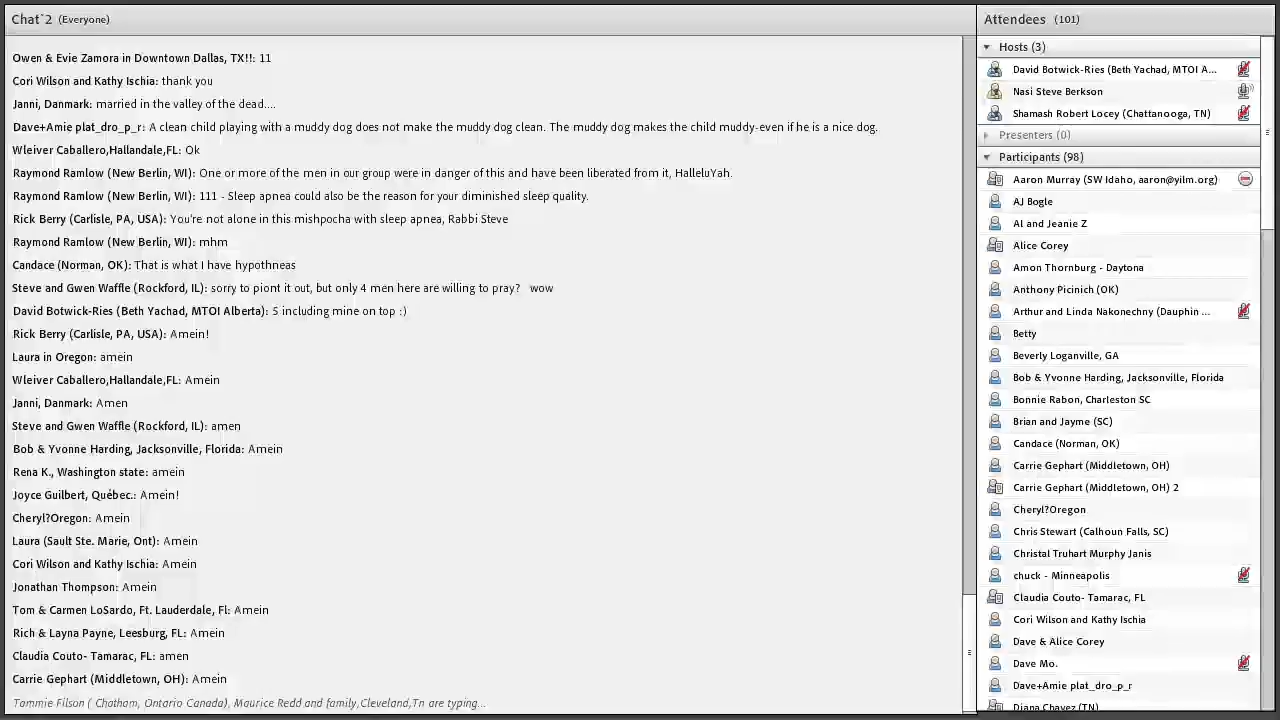 Chat˜2 (Everyone)
Owen & Evie Zamora in Downtown Dallas, TX!!: 11
Cori Wilson and Kathy Ischia: thank you
Janni, Danmark: married in the valley of the dead....
Dave+Amie plat_dro_p_r: A clean child playing with a muddy dog does not make the muddy dog clean. The muddy dog makes the child muddy-even if he is a nice dog.
Wleiver Caballero,Hallandale,FL: Ok
Raymond Ramlow (New Berlin, WI): One or more of the men in our group were in danger of this and have been liberated from it, HalleluYah.
Raymond Ramlow (New Berlin, WI): 111 - Sleep apnea could also be the reason for your diminished sleep quality.
Rick Berry (Carlisle, PA, USA): You're not alone in this mishpocha with sleep apnea, Rabbi Steve
Raymond Ramlow (New Berlin, WI): mhm
Candace (Norman, OK): That is what I have hypothneas
Steve and Gwen Waffle (Rockford, IL): sorry to piont it out, but only 4 men here are willing to pray? wow
David Botwick-Ries (Beth Yachad, MTOI Alberta): 5 including mine on top :)
Rick Berry (Carlisle, PA, USA): Amein!
Laura in Oregon: amein
Wleiver Caballero,Hallandale,FL: Amein
Janni, Danmark: Amen
Steve and Gwen Waffle (Rockford, IL): amen
Bob & Yvonne Harding, Jacksonville, Florida: Amein
Rena K., Washington state: amein
Joyce Guilbert, Québec.: Amein!
Cheryl?Oregon: Amein
Laura (Sault Ste. Marie, Ont): Amein
Cori Wilson and Kathy Ischia: Amein
Jonathan Thompson: Amein
Tom & Carmen LoSardo, Ft. Lauderdale, Fl: Amein
Rich & Layna Payne, Leesburg, FL: Amein
Claudia Couto- Tamarac, FL: amen
Carrie Gephart (Middletown, OH): Amein
Tammie Filson ( Chatham, Ontario Canada), Maurice and family,Cleveland,Tn are typing...
Attendees (101)
Hosts (3)
David Botwick-Ries (Beth Yachad, MTOI A...
Nasi Steve Berkson
Shamash Robert Locey (Chattanooga, TN)
Presenters (0)
Participants (98)
Aaron Murray (SW Idaho, aaron@yilm.org)
AJ Bogle
Al and Jeanie Z
Alice Corey
Amon Thornburg - Daytona
Anthony Picinich (OK)
Arthur and Linda Nakonechny (Dauphin ...
Betty
Beverly Loganville, GA
Bob & Yvonne Harding, Jacksonville, Florida
Bonnie Rabon, Charleston SC
Brian and Jayme (SC)
Candace (Norman, OK)
Carrie Gephart (Middletown, OH)
Carrie Gephart (Middletown, OH) 2
Cheryl?Oregon
Chris Stewart (Calhoun Falls, SC)
Christal Truhart Murphy Janis
chuck - Minneapolis
Claudia Couto- Tamarac, FL
Cori Wilson and Kathy Ischia
Dave & Alice Corey
Dave Mo.
Dave+Amie plat_dro_p_r
Diana Chavez (TN)